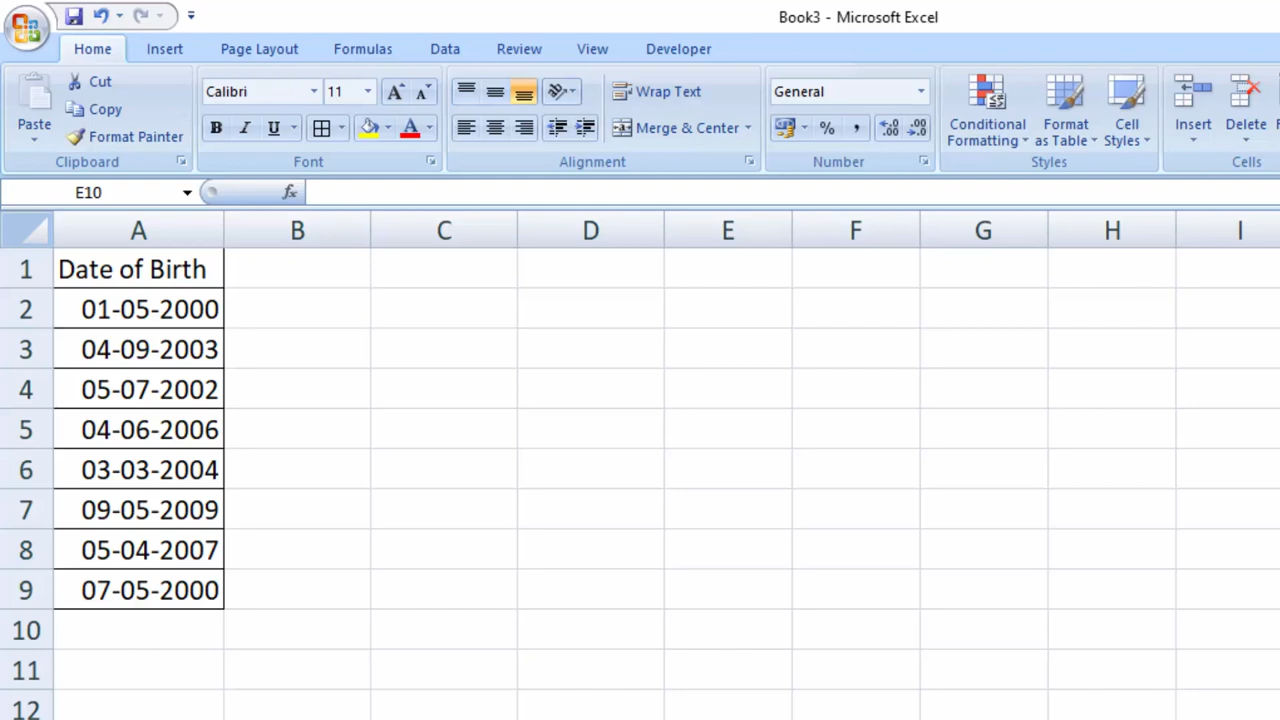 Book3 - Microsoft Excel
Home Insert Page Layout Formulas Data Review View Developer
Paste
Cut
Copy
Format Painter
Clipboard
Calibri 11 A A
B I U A
Font
Wrap Text
Merge & Center
Alignment
General
% , .0 .00 .00 .0
Number
Conditional Formatting
Format as Table
Cell Styles
Styles
Insert
Delete
Cells
E10 fx
A B C D E F G H I
1 Date of Birth
2 01-05-2000
3 04-09-2003
4 05-07-2002
5 04-06-2006
6 03-03-2004
7 09-05-2009
8 05-04-2007
9 07-05-2000
10
11
12